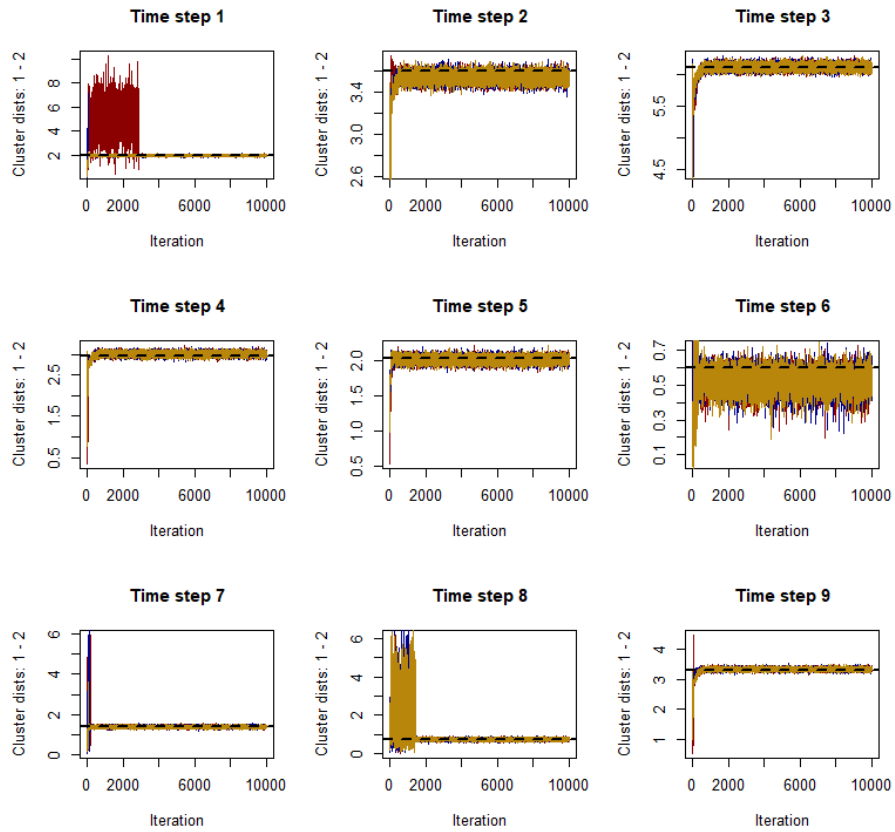 Time step 1
Cluster dists: 1 - 2
2 4 6 8
0 2000 6000 10000
Iteration
Time step 2
Cluster dists: 1 - 2
2.6 3.0 3.4
0 2000 6000 10000
Iteration
Time step 3
Cluster dists: 1 - 2
4.5 5.5
0 2000 6000 10000
Iteration
Time step 4
Cluster dists: 1 - 2
0.5 1.5 2.5
0 2000 6000 10000
Iteration
Time step 5
Cluster dists: 1 - 2
0.5 1.0 1.5 2.0
0 2000 6000 10000
Iteration
Time step 6
Cluster dists: 1 - 2
0.1 0.3 0.5 0.7
0 2000 6000 10000
Iteration
Time step 7
Cluster dists: 1 - 2
0 2 4 6
0 2000 6000 10000
Iteration
Time step 8
Cluster dists: 1 - 2
0 2 4 6
0 2000 6000 10000
Iteration
Time step 9
Cluster dists: 1 - 2
1 2 3 4
0 2000 6000 10000
Iteration